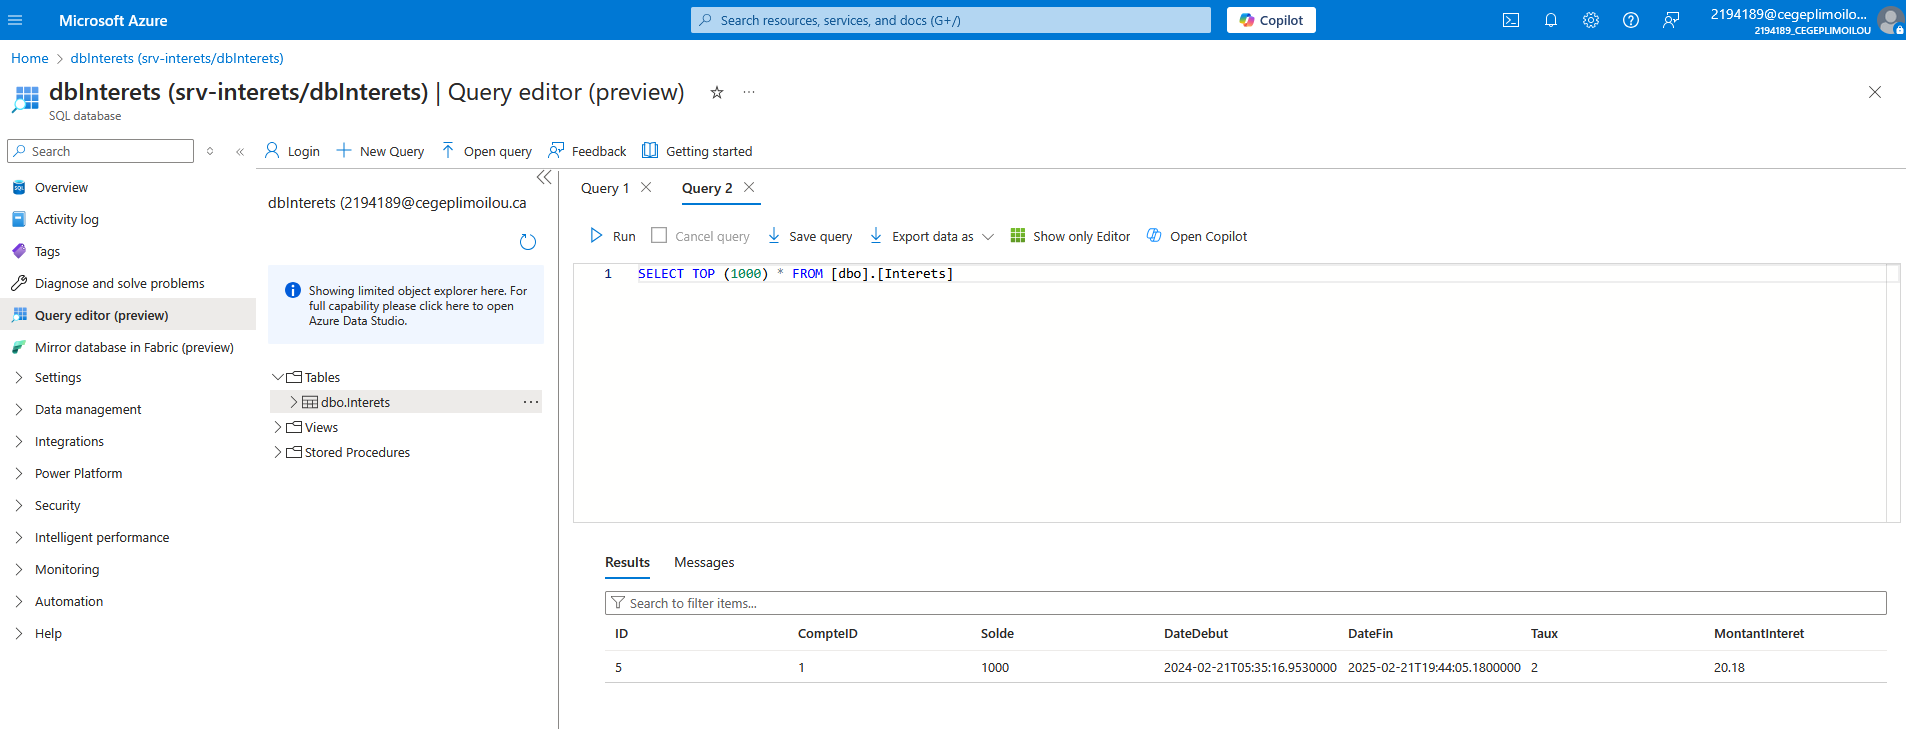 Microsoft Azure
Search resources, services, and docs (G+/)
Copilot
2194189@cegeplimoilo...
2194189_CEGEPLIMOILOU
Home > dbInterets (srv-interets/dbInterets)
dbInterets (srv-interets/dbInterets) | Query editor (preview)
SQL database
Search
Overview
Activity log
Tags
Diagnose and solve problems
Query editor (preview)
Mirror database in Fabric (preview)
Settings
Data management
Integrations
Power Platform
Security
Intelligent performance
Monitoring
Automation
Help
Login New Query Open query Feedback Getting started
dbInterets (2194189@cegeplimoilou.ca
Showing limited object explorer here. For
full capability please click here to open
Azure Data Studio.
Tables
dbo.Interets
Views
Stored Procedures
Query 1 Query 2
Run Cancel query Save query Export data as Show only Editor Open Copilot
1 SELECT TOP (1000) * FROM [dbo].[Interets]
Results Messages
Search to filter items...
ID CompteID Solde DateDebut DateFin Taux MontantInteret
5 1 1000 2024-02-21T05:35:16.9530000 2025-02-21T19:44:05.1800000 2 20.18